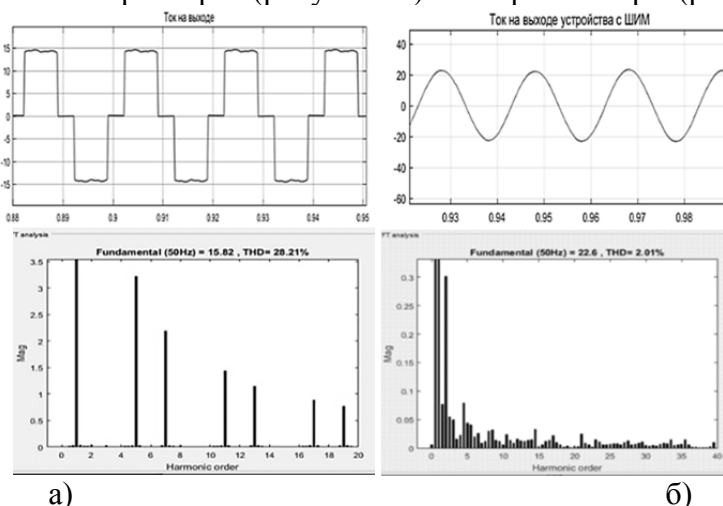 Ток на выходе
15
10
5
0
-5
-10
-15
0.88 0.89 0.9 0.91 0.92 0.93 0.94 0.95
FT analysis
Fundamental (50Hz) = 15.82 , THD= 28.21%
3.5
3
2.5
2
1.5
1
0.5
0
Mag
0 2 4 6 8 10 12 14 16 18 20
Harmonic order
а)
Ток на выходе устройства с ШИМ
40
20
0
-20
-40
-60
0.93 0.94 0.95 0.96 0.97 0.98
FT analysis
Fundamental (50Hz) = 22.6 , THD= 2.01%
0.3
0.25
0.2
0.15
0.1
0.05
0
Mag
0 5 10 15 20 25 30 35 40
Harmonic order
б)